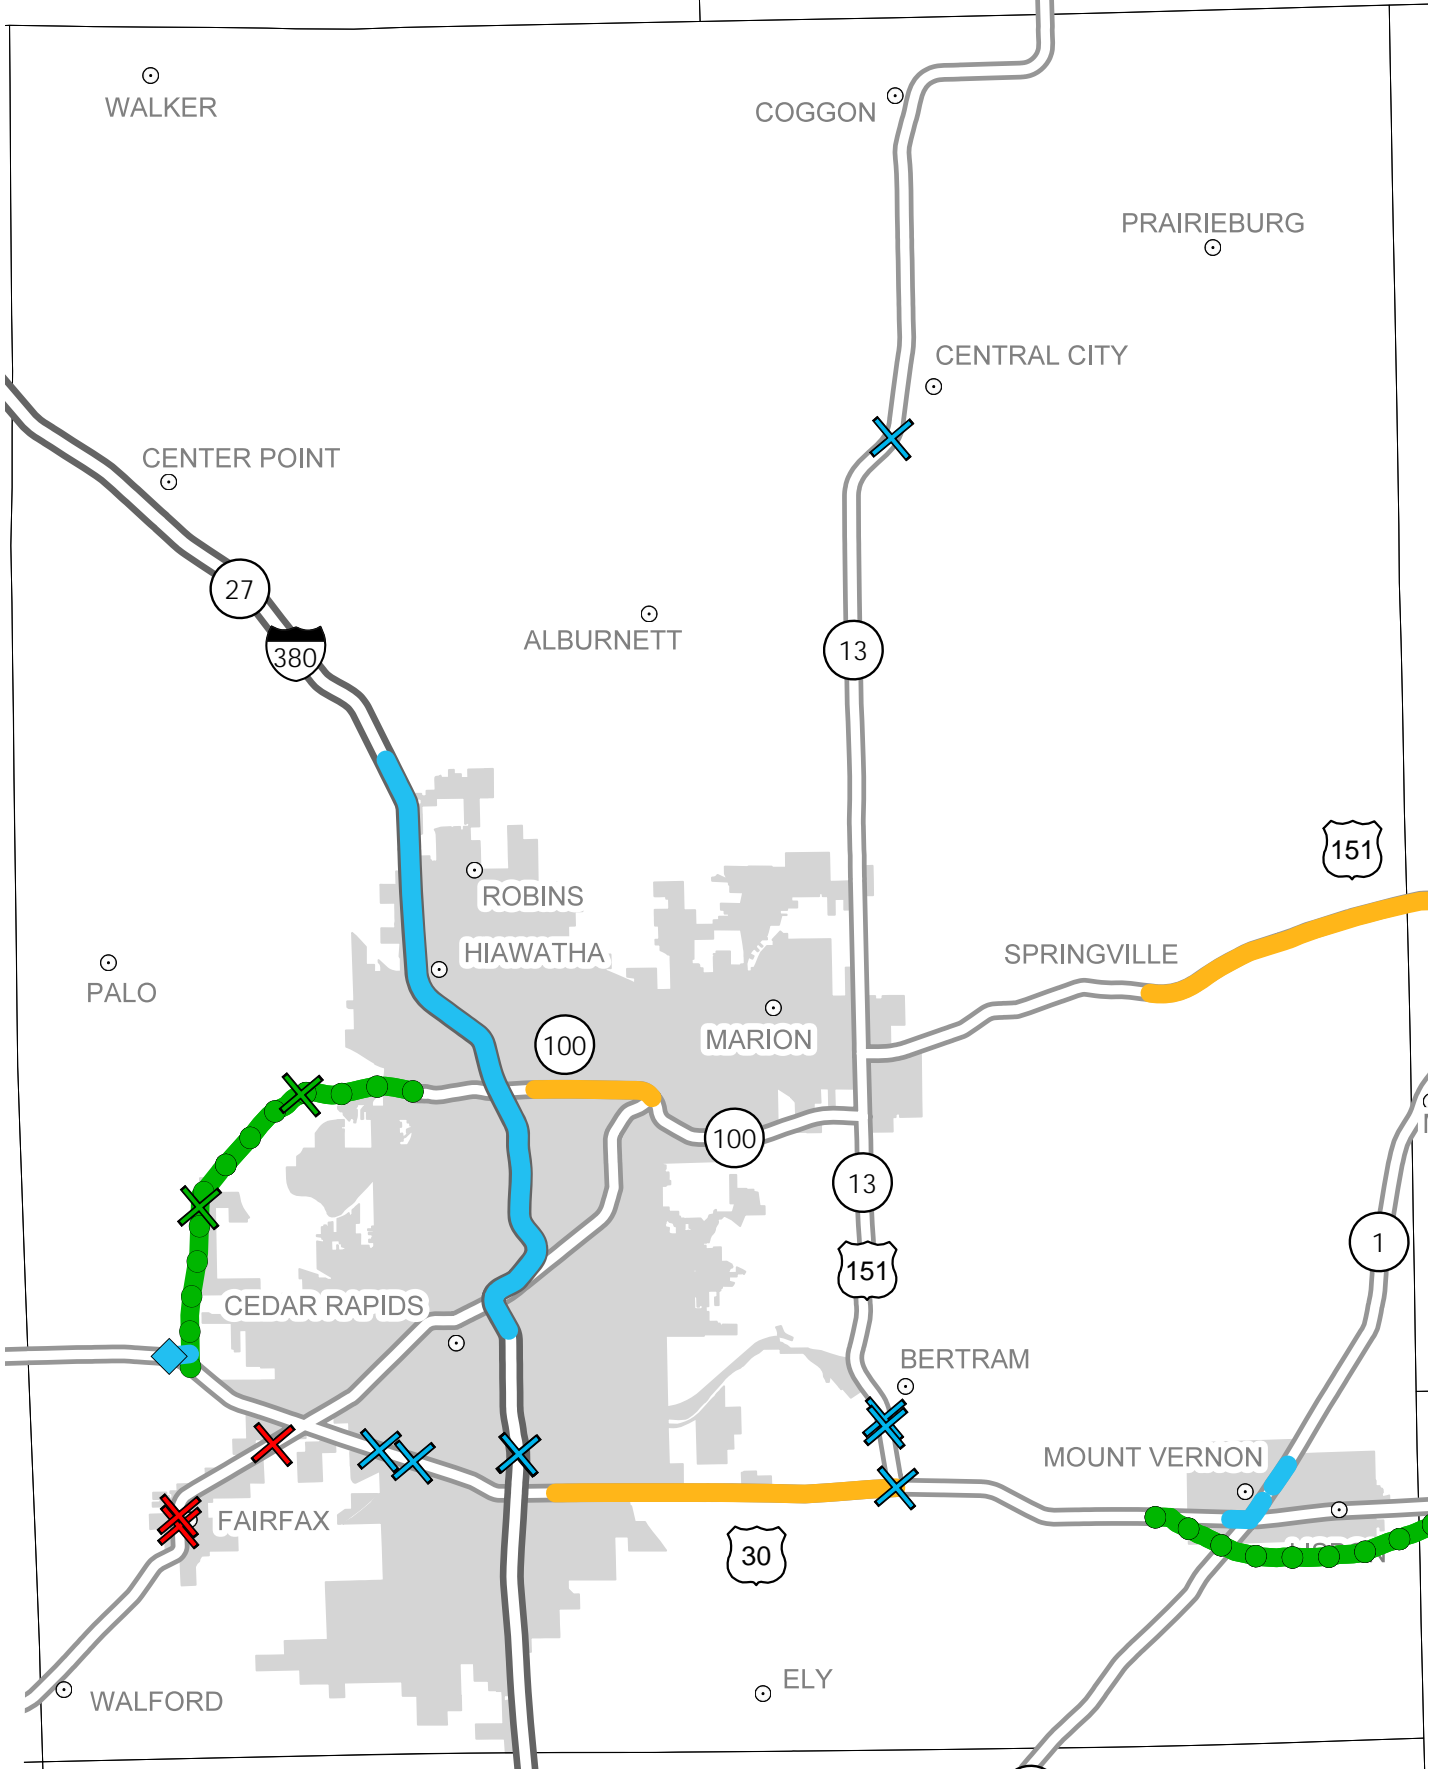 WALKER
COGGON
PRAIRIEBURG
CENTRAL CITY
CENTER POINT
27
ALBURNETT
13
380
151
ROBINS
HIAWATHA
SPRINGVILLE
PALO
MARION
100
100
13
1
151
CEDAR RAPIDS
BERTRAM
MOUNT VERNON
FAIRFAX
30
ELY
WALFORD